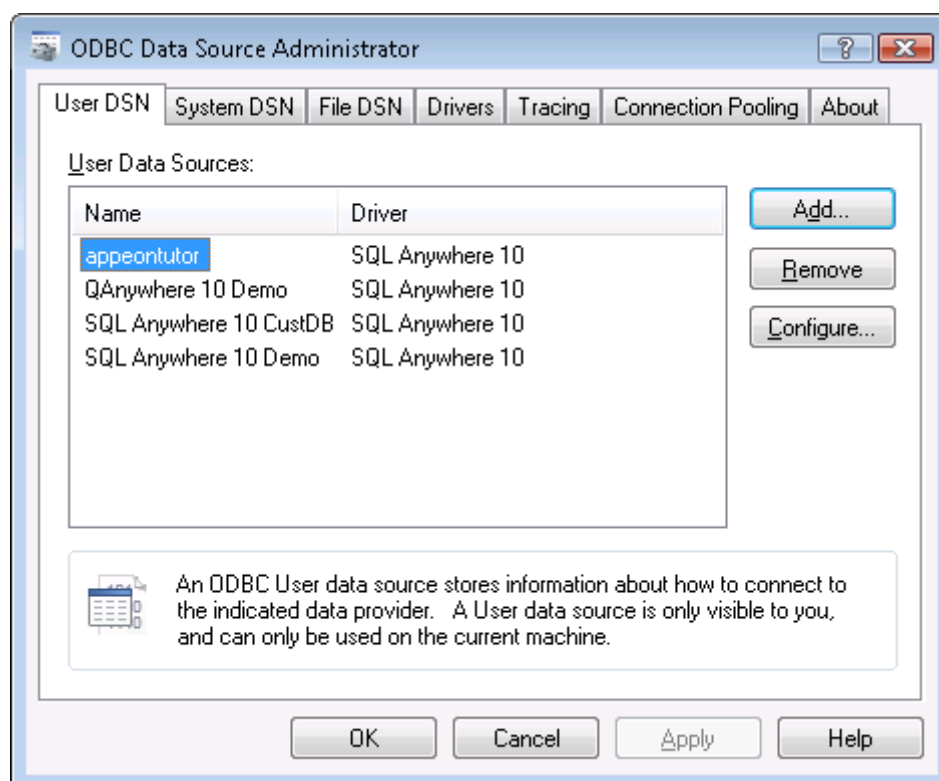 ODBC Data Source Administrator
User DSN System DSN File DSN Drivers Tracing Connection Pooling About
User Data Sources:
Name Driver
appeontutor SQL Anywhere 10
QAnywhere 10 Demo SQL Anywhere 10
SQL Anywhere 10 CustDB SQL Anywhere 10
SQL Anywhere 10 Demo SQL Anywhere 10
Add...
Remove
Configure...
An ODBC User data source stores information about how to connect to
the indicated data provider. A User data source is only visible to you,
and can only be used on the current machine.
OK Cancel Apply Help